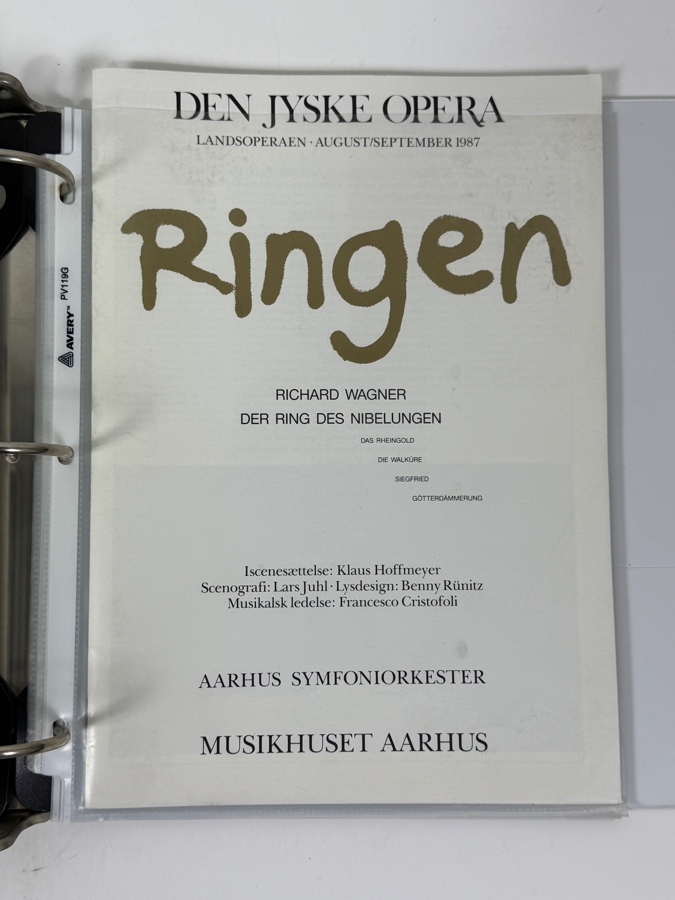 DEN JYSKE OPERA
LANDSOPERAEN · AUGUST/SEPTEMBER 1987
Ringen
RICHARD WAGNER
DER RING DES NIBELUNGEN
DAS RHEINGOLD
DIE WALKÜRE
SIEGFRIED
GÖTTERDÄMMERUNG
Iscenesættelse: Klaus Hoffmeyer
Scenografi: Lars Juhl · Lysdesign: Benny Rünitz
Musikalsk ledelse: Francesco Cristofoli
AARHUS SYMFONIORKESTER
MUSIKHUSET AARHUS
AVERY™ PV119G